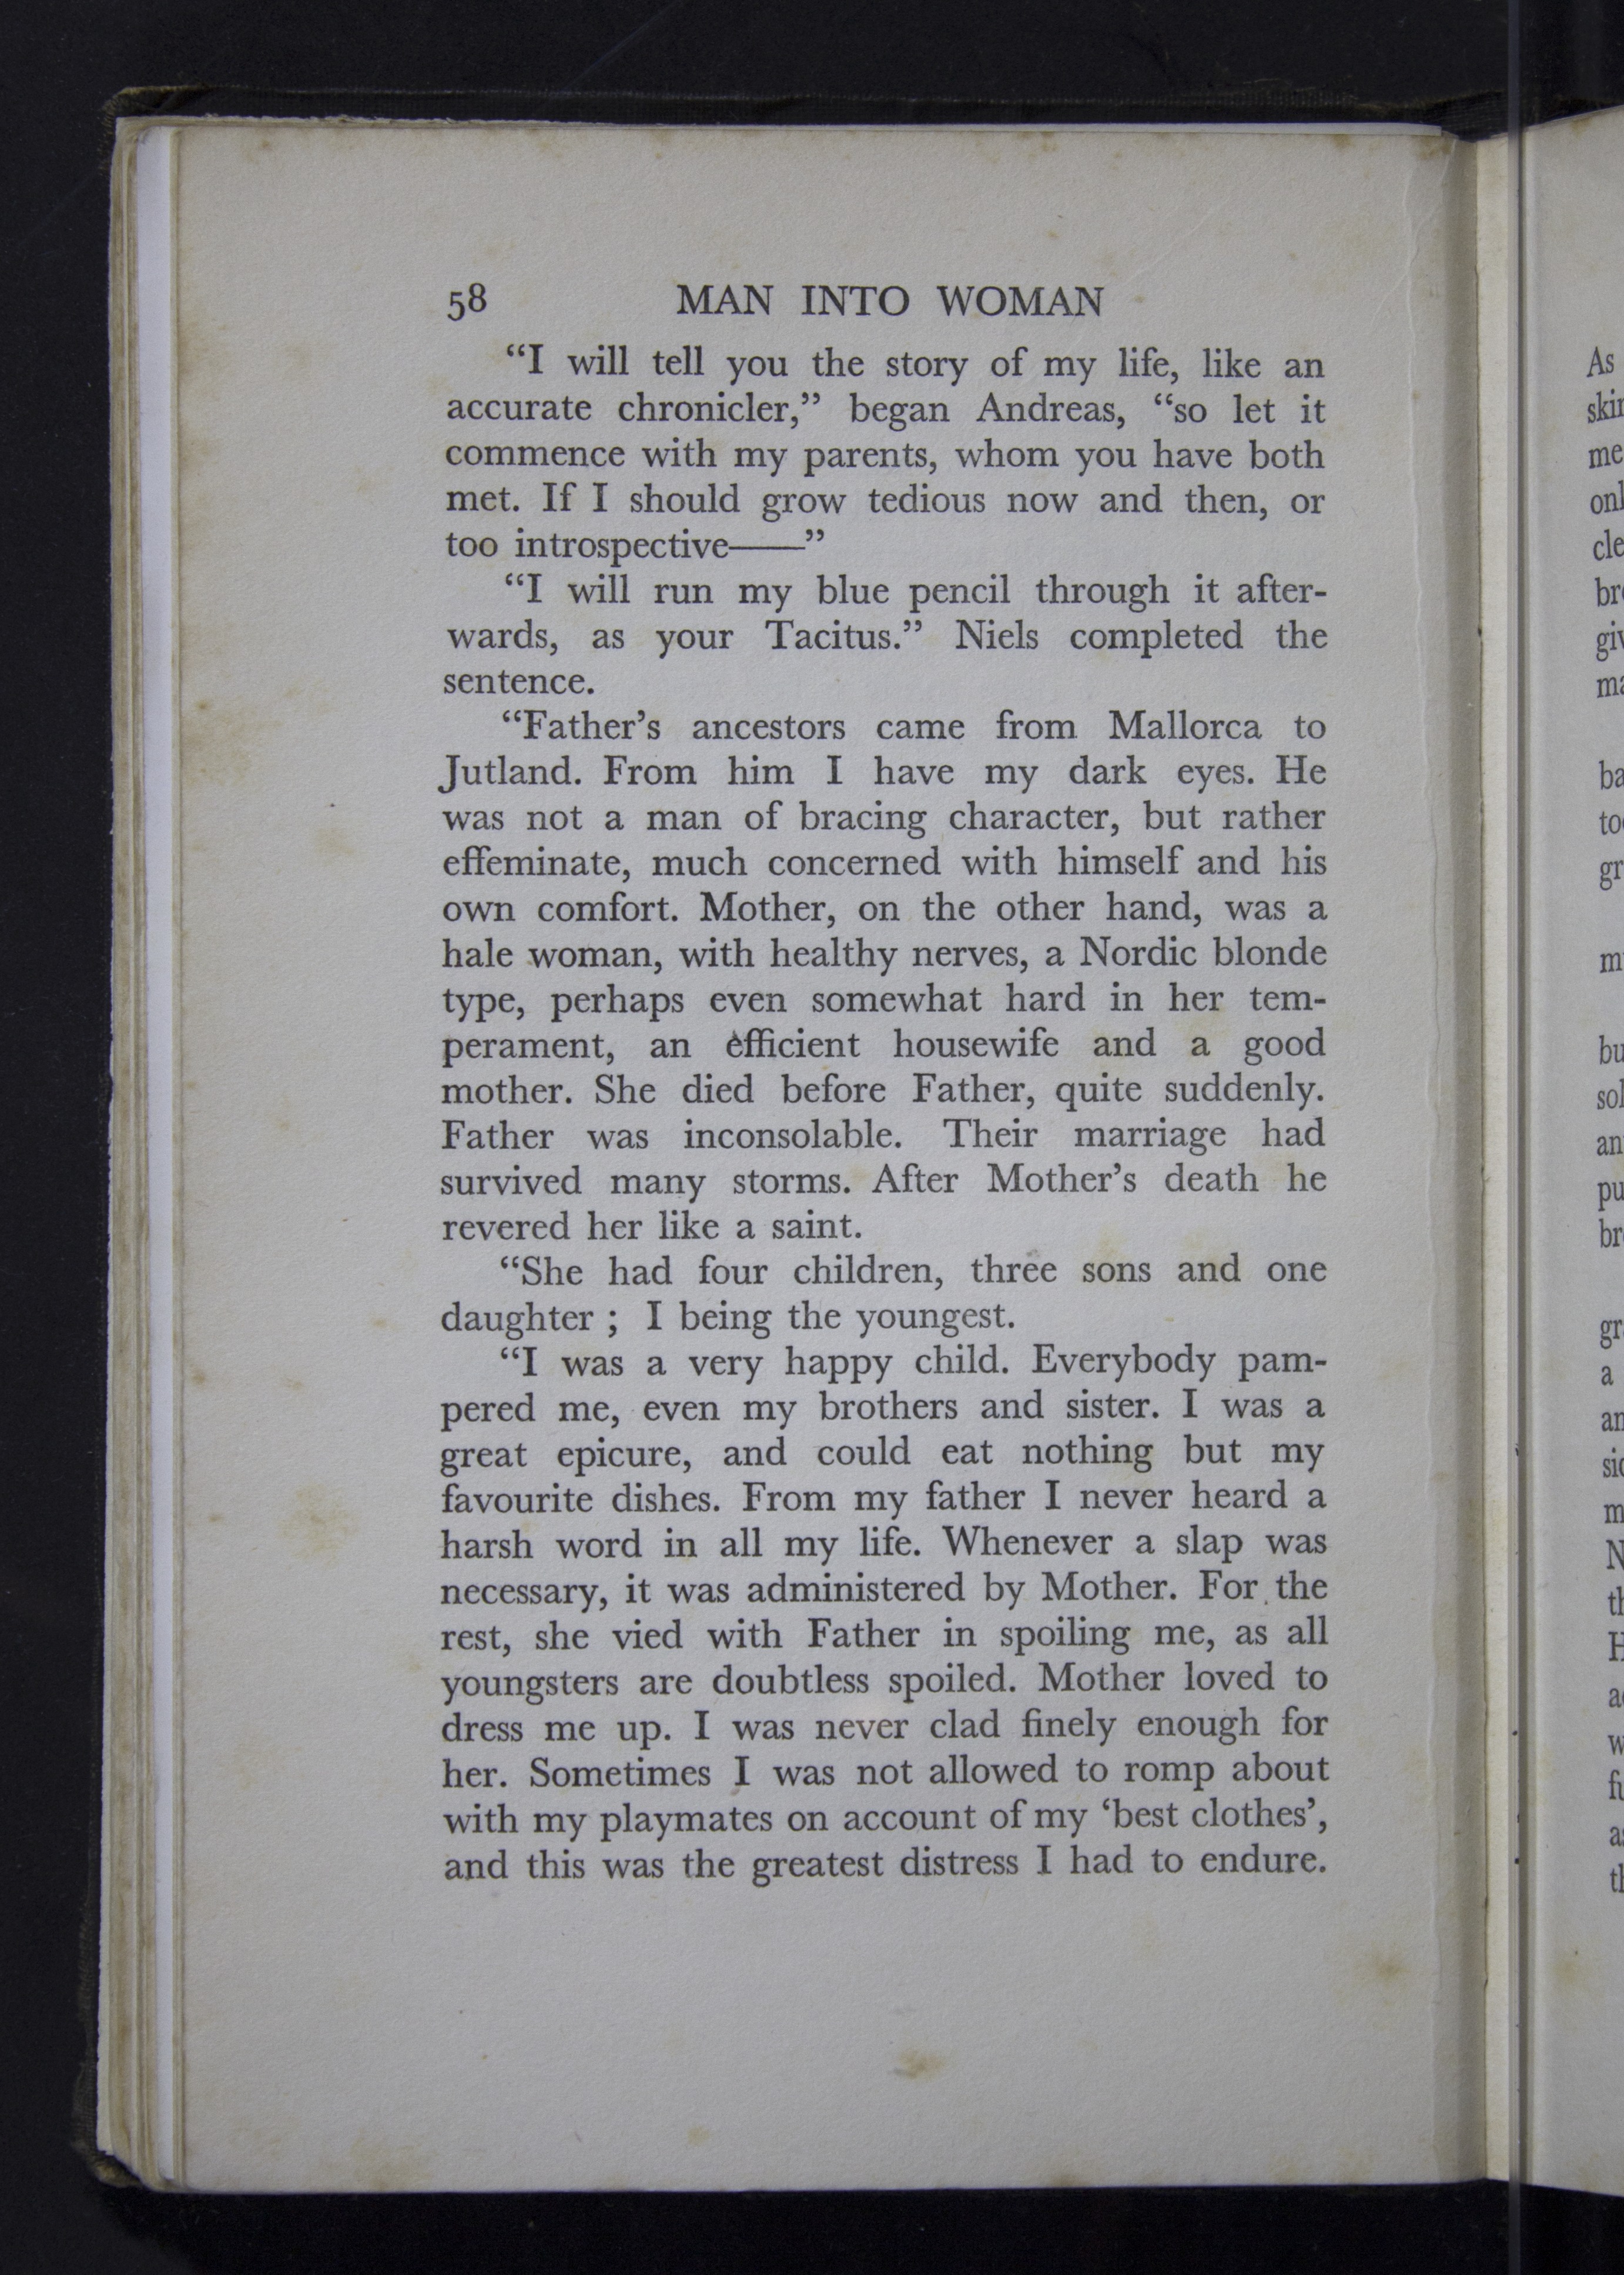 58 MAN INTO WOMAN
“I will tell you the story of my life, like an
accurate chronicler,” began Andreas, “so let it
commence with my parents, whom you have both
met. If I should grow tedious now and then, or
too introspective——”
“I will run my blue pencil through it after-
wards, as your Tacitus.” Niels completed the
sentence.
“Father’s ancestors came from Mallorca to
Jutland. From him I have my dark eyes. He
was not a man of bracing character, but rather
effeminate, much concerned with himself and his
own comfort. Mother, on the other hand, was a
hale woman, with healthy nerves, a Nordic blonde
type, perhaps even somewhat hard in her tem-
perament, an efficient housewife and a good
mother. She died before Father, quite suddenly.
Father was inconsolable. Their marriage had
survived many storms. After Mother’s death he
revered her like a saint.
“She had four children, three sons and one
daughter ; I being the youngest.
“I was a very happy child. Everybody pam-
pered me, even my brothers and sister. I was a
great epicure, and could eat nothing but my
favourite dishes. From my father I never heard a
harsh word in all my life. Whenever a slap was
necessary, it was administered by Mother. For the
rest, she vied with Father in spoiling me, as all
youngsters are doubtless spoiled. Mother loved to
dress me up. I was never clad finely enough for
her. Sometimes I was not allowed to romp about
with my playmates on account of my ‘best clothes’,
and this was the greatest distress I had to endure.
As